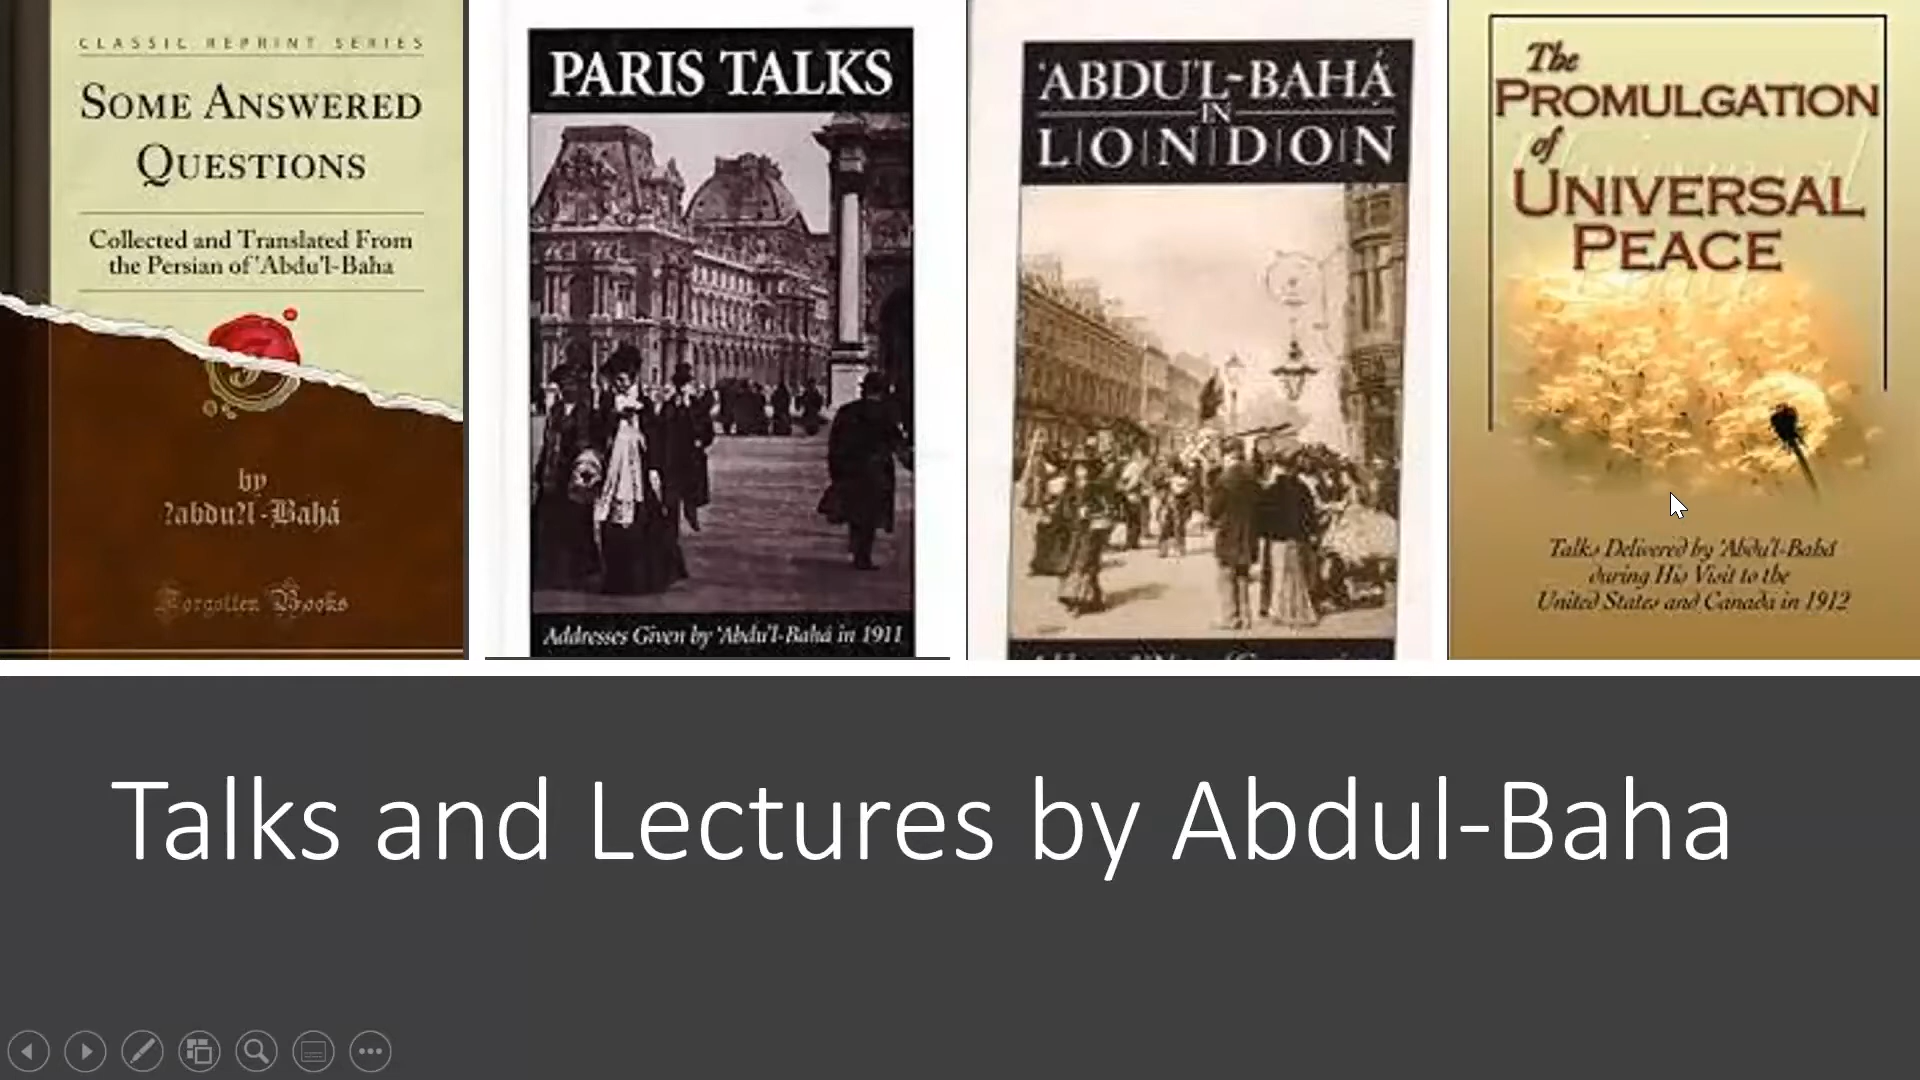 CLASSIC REPRINT SERIES
SOME ANSWERED
QUESTIONS
Collected and Translated From
the Persian of 'Abdu'l-Baha
by
?abdu?l-Bahá
Forgotten Books
PARIS TALKS
Addresses Given by 'Abdu'l-Bahá in 1911
'ABDU'L-BAHÁ
IN
LONDON
The
PROMULGATION
of
UNIVERSAL
PEACE
Talks Delivered by 'Abdu'l-Bahá
during His Visit to the
United States and Canada in 1912
Talks and Lectures by Abdul-Baha